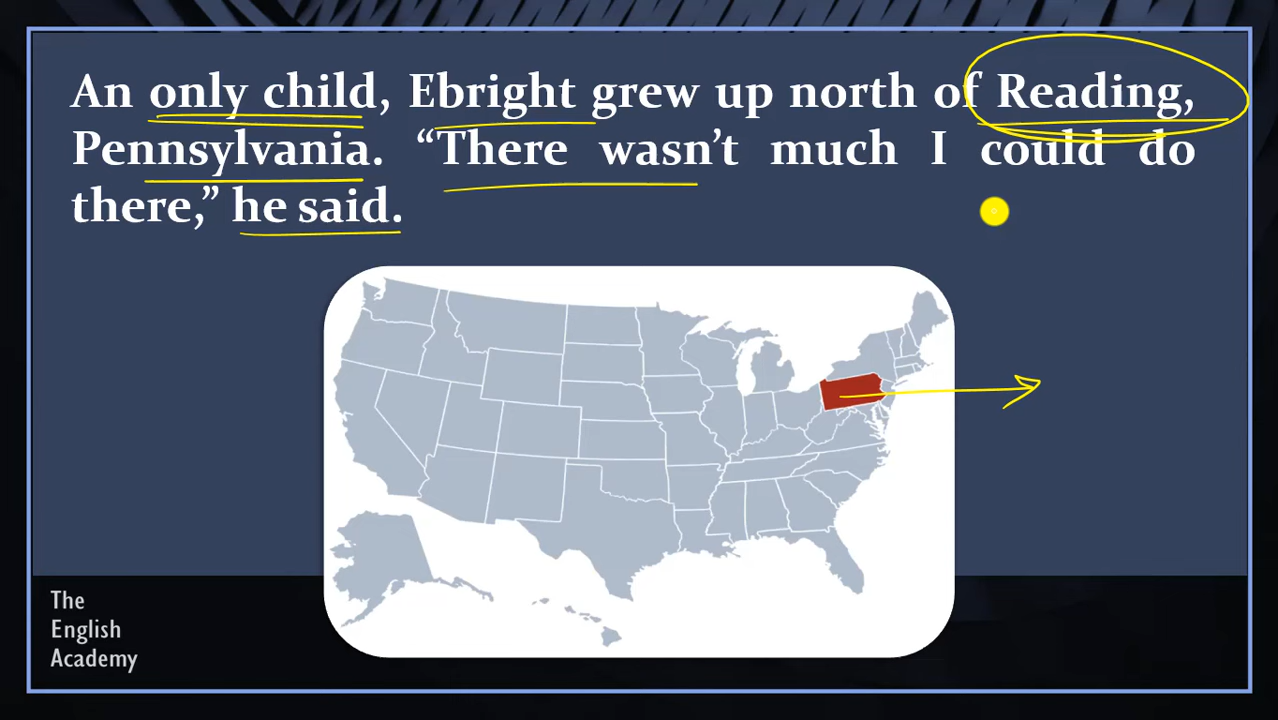 An only child, Ebright grew up north of Reading,
Pennsylvania. “There wasn’t much I could do
there,” he said.
The
English
Academy